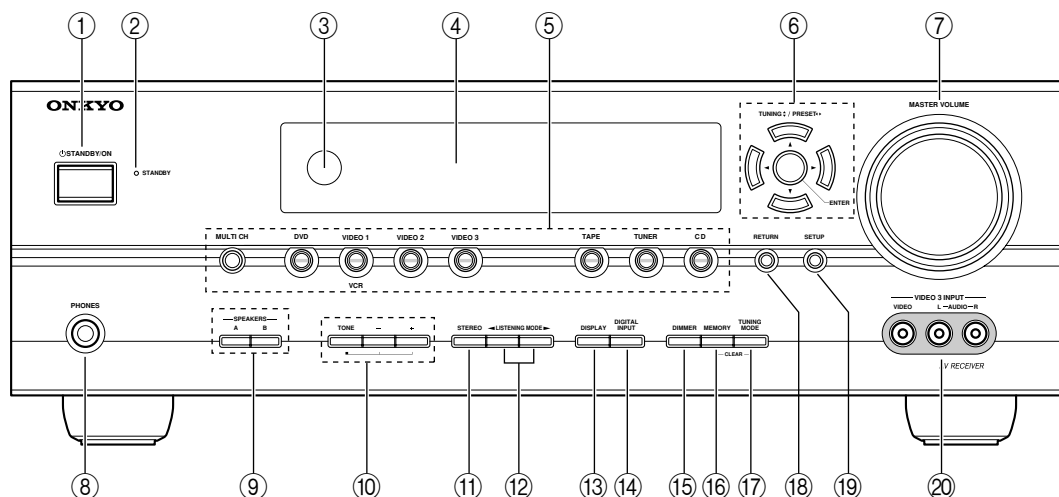 ① ② ③ ④ ⑤ ⑥ ⑦
ONKYO
TUNING / PRESET
MASTER VOLUME
STANDBY/ON
STANDBY
ENTER
MULTI CH DVD VIDEO 1 VIDEO 2 VIDEO 3 TAPE TUNER CD RETURN SETUP
VCR
PHONES
SPEAKERS
A B
TONE − +
STEREO ◄LISTENING MODE►
DISPLAY DIGITAL INPUT
DIMMER MEMORY TUNING MODE
CLEAR
VIDEO 3 INPUT
VIDEO L AUDIO R
V RECEIVER
⑧ ⑨ ⑩ ⑪ ⑫ ⑬ ⑭ ⑮ ⑯ ⑰ ⑱ ⑲ ⑳